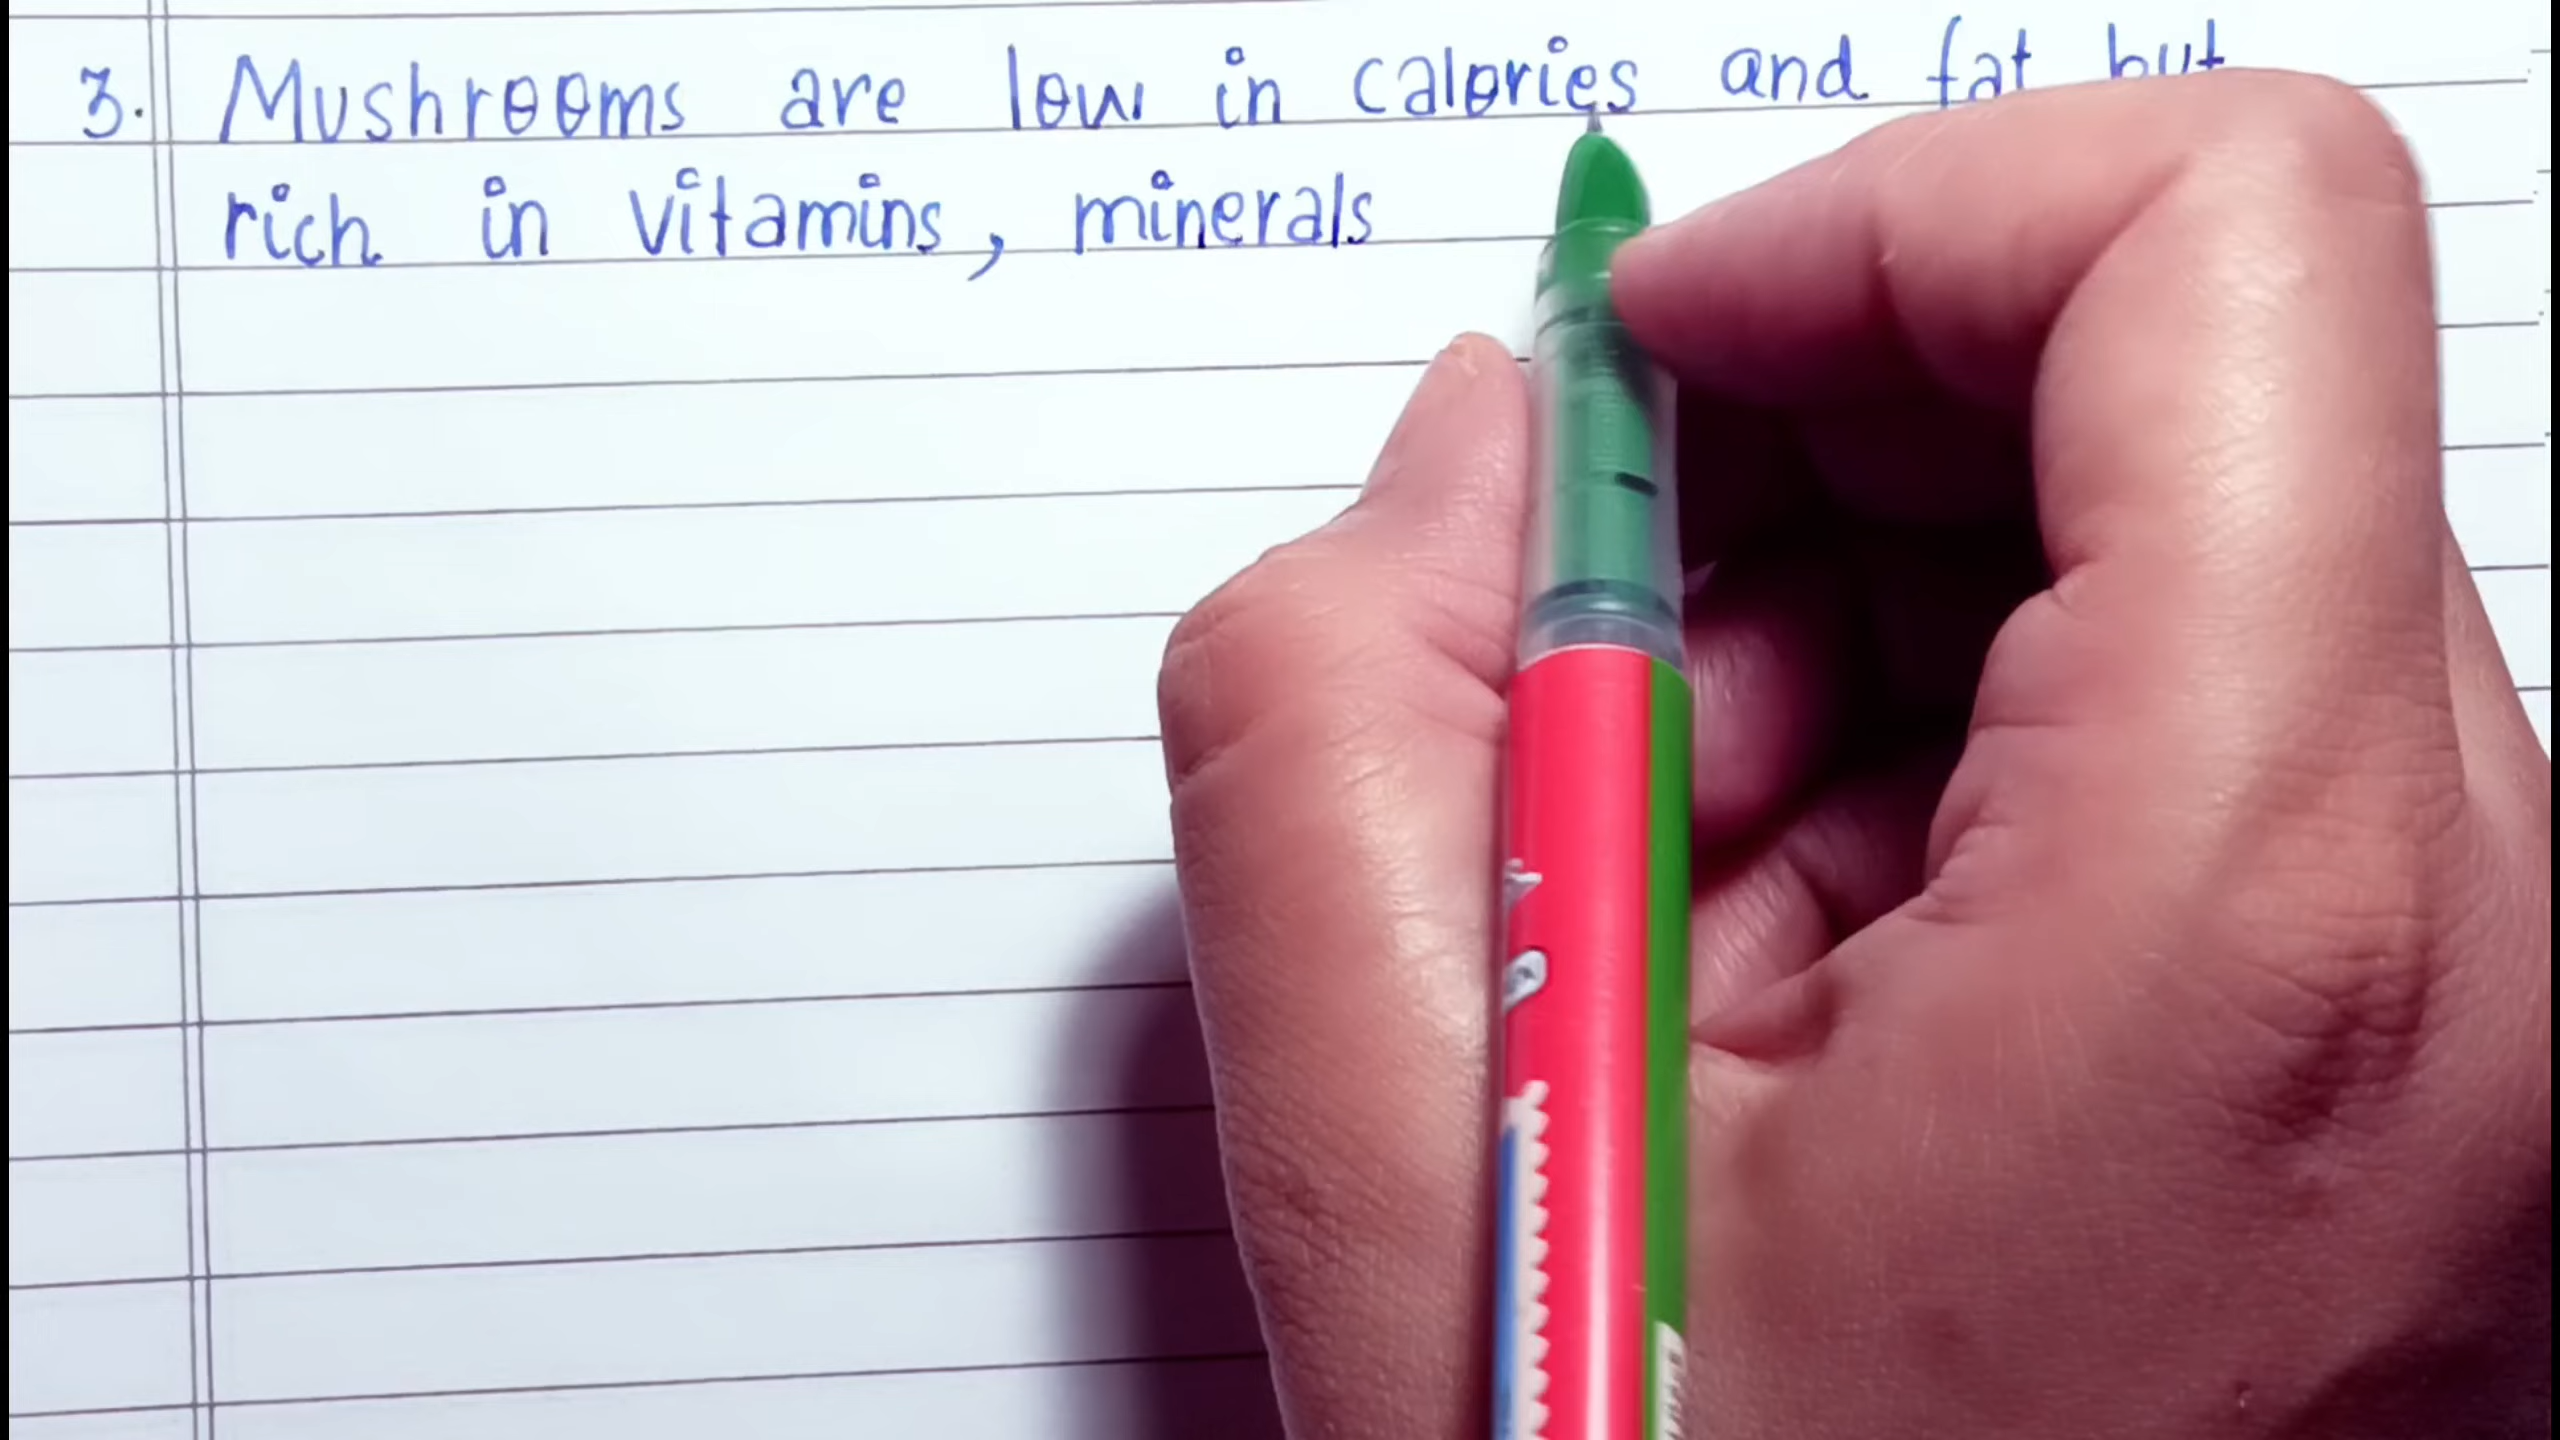 3. Mushrooms are low in calories and fat but
rich in vitamins, minerals